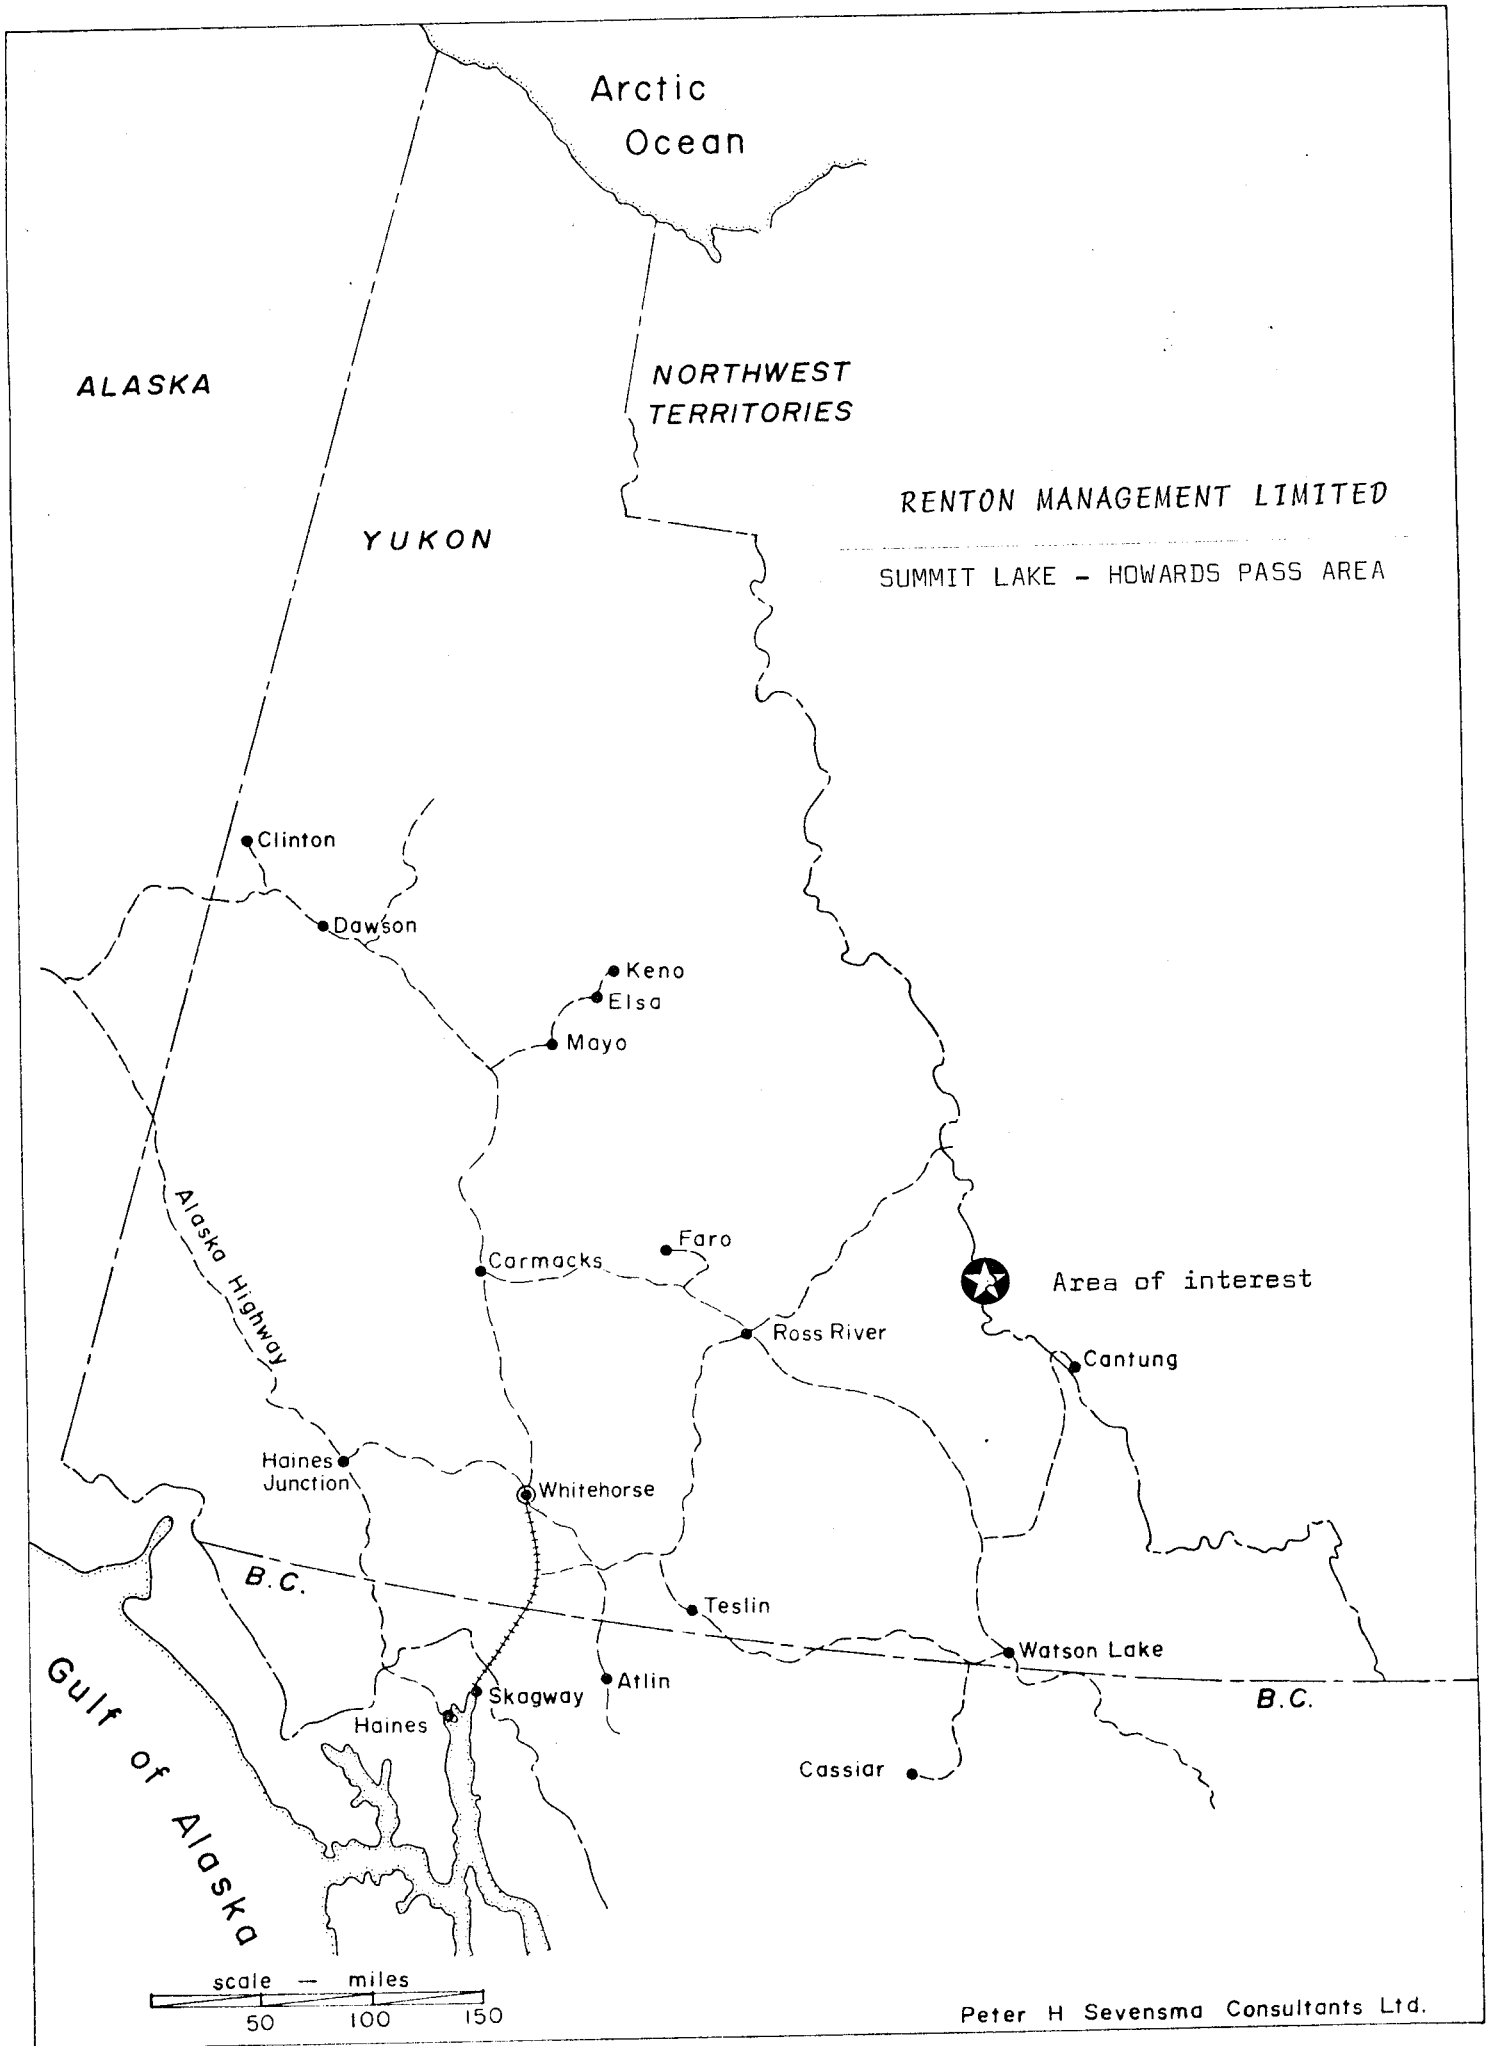 Arctic
Ocean
ALASKA
NORTHWEST
TERRITORIES
RENTON MANAGEMENT LIMITED
YUKON
SUMMIT LAKE - HOWARDS PASS AREA
Clinton
Dawson
Keno
Elsa
Mayo
Alaska Highway
Faro
Carmacks
Area of interest
Ross River
Cantung
Haines
Junction
Whitehorse
B.C.
Teslin
Watson Lake
Atlin
Skagway
B.C.
Haines
Cassiar
Gulf of Alaska
scale — miles
50 100 150
Peter H Sevensma Consultants Ltd.